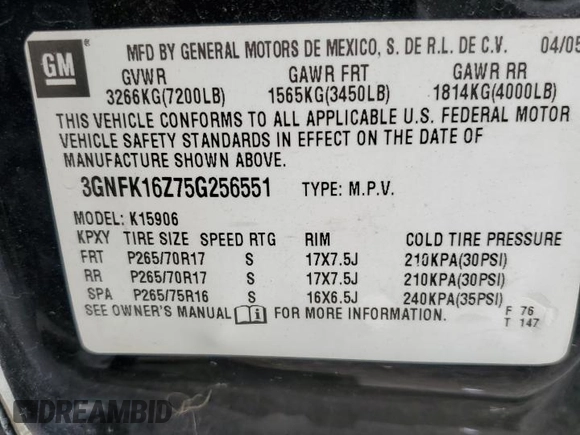 GM ®
MFD BY GENERAL MOTORS DE MEXICO, S. DE R.L. DE C.V. 04/05
GVWR GAWR FRT GAWR RR
3266KG(7200LB) 1565KG(3450LB) 1814KG(4000LB)
THIS VEHICLE CONFORMS TO ALL APPLICABLE U.S. FEDERAL MOTOR
VEHICLE SAFETY STANDARDS IN EFFECT ON THE DATE OF
MANUFACTURE SHOWN ABOVE.
3GNFK16Z75G256551 TYPE: M.P.V.
MODEL: K15906
KPXY TIRE SIZE SPEED RTG RIM COLD TIRE PRESSURE
FRT P265/70R17 S 17X7.5J 210KPA(30PSI)
RR P265/70R17 S 17X7.5J 210KPA(30PSI)
SPA P265/75R16 S 16X6.5J 240KPA(35PSI)
SEE OWNER'S MANUAL i FOR MORE INFORMATION. F 76
T 147
DREAMBID